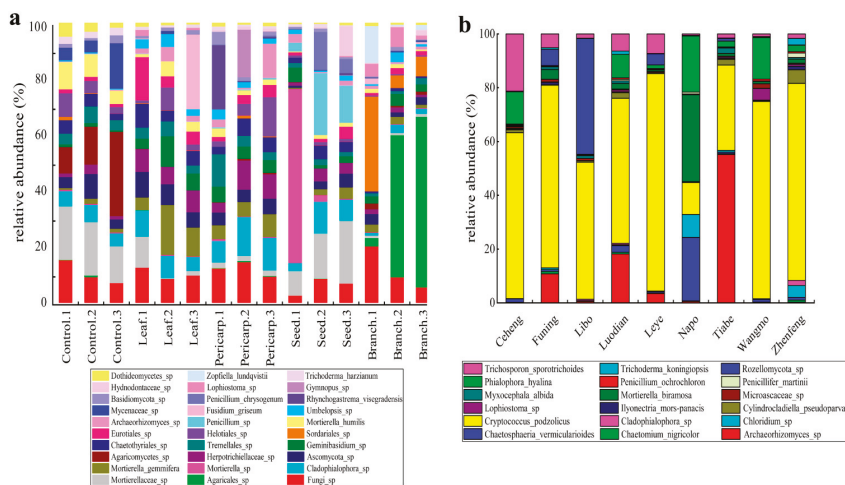 a
relative abundance (%)
100
80
60
40
20
0
Control.1
Control.2
Control.3
Leaf.1
Leaf.2
Leaf.3
Pericarp.1
Pericarp.2
Pericarp.3
Seed.1
Seed.2
Seed.3
Branch.1
Branch.2
Branch.3
Dothideomycetes_sp Zopfiella_lundqvistii Trichoderma_harzianum
Hydnodontaceae_sp Lophiostoma_sp Gymnopus_sp
Basidiomycota_sp Penicillium_chrysogenum Rhynchogastrema_visegradensis
Mycenaceae_sp Fusidium_griseum Umbelopsis_sp
Archaeorhizomyces_sp Penicillium_sp Mortierella_humilis
Eurotiales_sp Helotiales_sp Sordariales_sp
Chaetothyriales_sp Tremellales_sp Geminibasidium_sp
Agaricomycetes_sp Herpotrichiellaceae_sp Ascomycota_sp
Mortierella_gemmifera Mortierella_sp Cladophialophora_sp
Mortierellaceae_sp Agaricales_sp Fungi_sp
b
relative abundance (%)
100
80
60
40
20
0
Ceheng
Funing
Libo
Luodian
Leye
Napo
Tiabe
Wangmo
Zhenfeng
Trichosporon_sporotrichoides Trichoderma_koningiopsis Rozellomycota_sp
Phialophora_hyalina Penicillium_ochrochloron Penicillifer_martinii
Myxocephala_albida Mortierella_biramosa Microascaceae_sp
Lophiostoma_sp Ilyonectria_mors-panacis Cylindrocladiella_pseudoparva
Cryptococcus_podzolicus Cladophialophora_sp Chloridium_sp
Chaetosphaeria_vermicularioides Chaetomium_nigricolor Archaeorhizomyces_sp